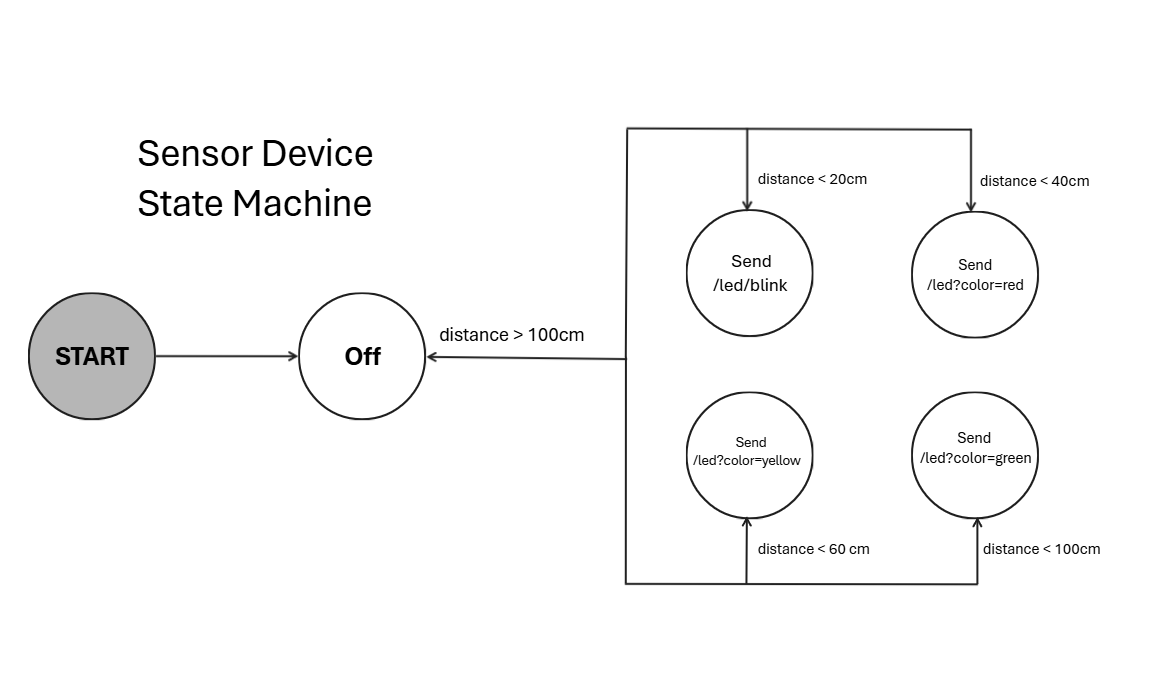 Sensor Device
State Machine
START
Off
distance > 100cm
distance < 20cm
distance < 40cm
Send
/led/blink
Send
/led?color=red
Send
/led?color=yellow
Send
/led?color=green
distance < 60 cm
distance < 100cm